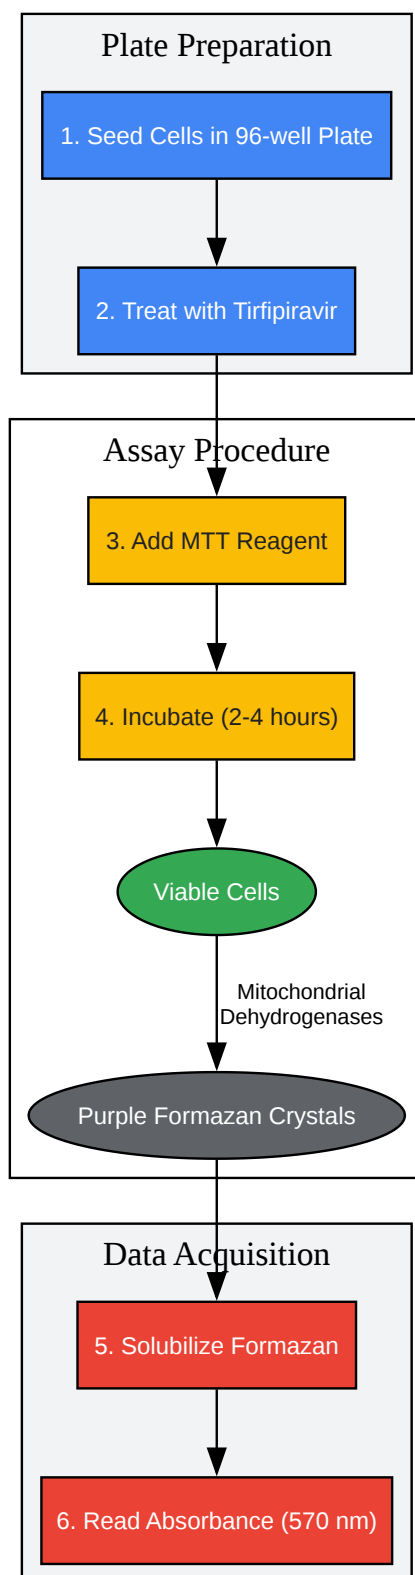 Plate Preparation
1. Seed Cells in 96-well Plate
2. Treat with Tirfipiravir
Assay Procedure
3. Add MTT Reagent
4. Incubate (2-4 hours)
Viable Cells
Mitochondrial
Dehydrogenases
Purple Formazan Crystals
Data Acquisition
5. Solubilize Formazan
6. Read Absorbance (570 nm)